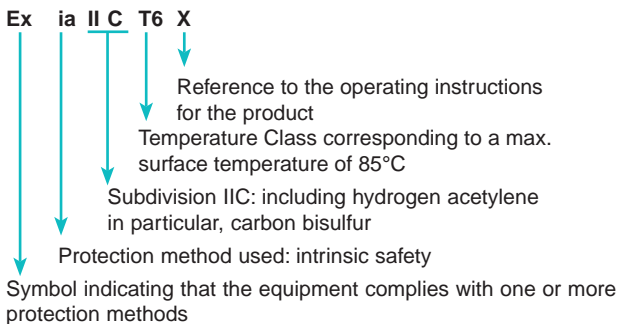 Ex ia II C T6 X
Reference to the operating instructions
for the product
Temperature Class corresponding to a max.
surface temperature of 85°C
Subdivision IIC: including hydrogen acetylene
in particular, carbon bisulfur
Protection method used: intrinsic safety
Symbol indicating that the equipment complies with one or more
protection methods